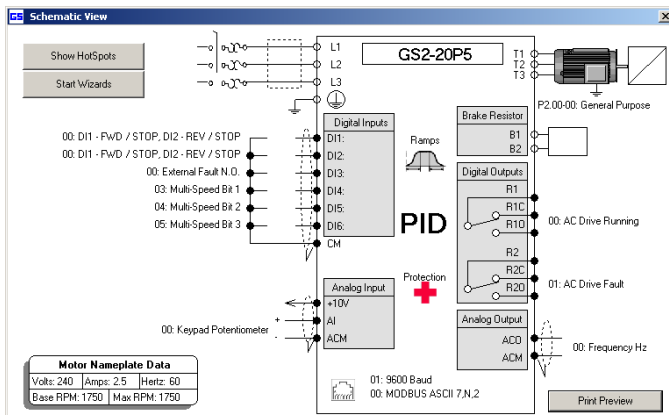 GS Schematic View
Show HotSpots
Start Wizards
L1
L2
L3
GS2-20P5
T1
T2
T3
P2.00-00: General Purpose
Digital Inputs
00: DI1 - FWD / STOP, DI2 - REV / STOP
DI1:
00: DI1 - FWD / STOP, DI2 - REV / STOP
DI2:
00: External Fault N.O.
DI3:
03: Multi-Speed Bit 1
DI4:
04: Multi-Speed Bit 2
DI5:
05: Multi-Speed Bit 3
DI6:
CM
Ramps
PID
Protection
Brake Resistor
B1
B2
Digital Outputs
R1
R1C
R1O
00: AC Drive Running
R2
R2C
R2O
01: AC Drive Fault
Analog Input
+10V
+
AI
00: Keypad Potentiometer
-
ACM
Analog Output
ACO
00: Frequency Hz
ACM
Motor Nameplate Data
Volts: 240 Amps: 2.5 Hertz: 60
Base RPM: 1750 Max RPM: 1750
01: 9600 Baud
00: MODBUS ASCII 7,N,2
Print Preview